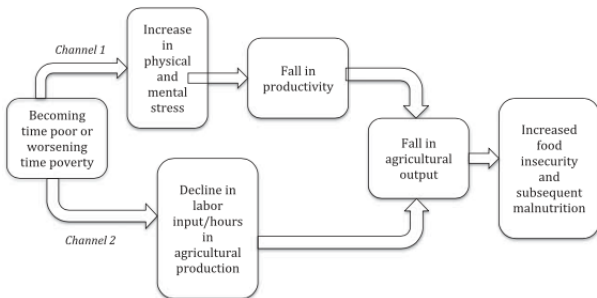 Channel 1
Increase in
physical and
mental
stress
Fall in
productivity
Becoming
time poor or
worsening
time poverty
Fall in
agricultural
output
Increased
food
insecurity
and
subsequent
malnutrition
Decline in
labor
input/hours
in
agricultural
production
Channel 2